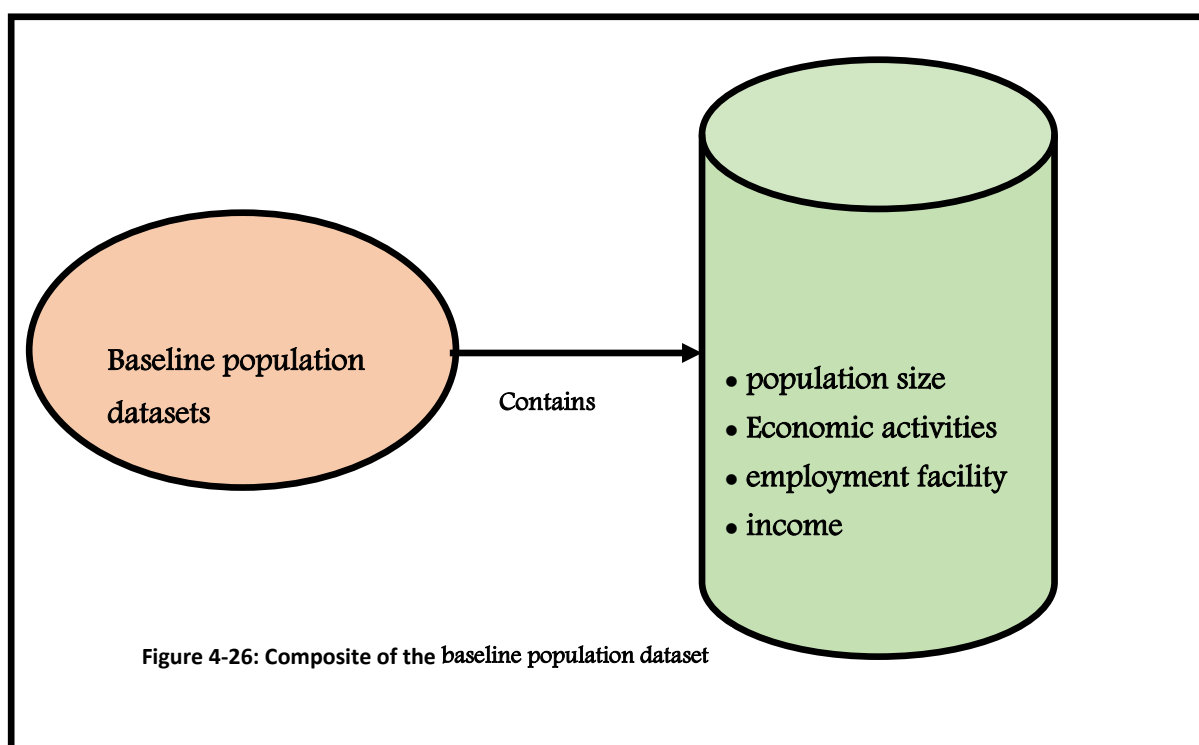 Baseline population
datasets
Contains
• population size
• Economic activities
• employment facility
• income
Figure 4-26: Composite of the baseline population dataset